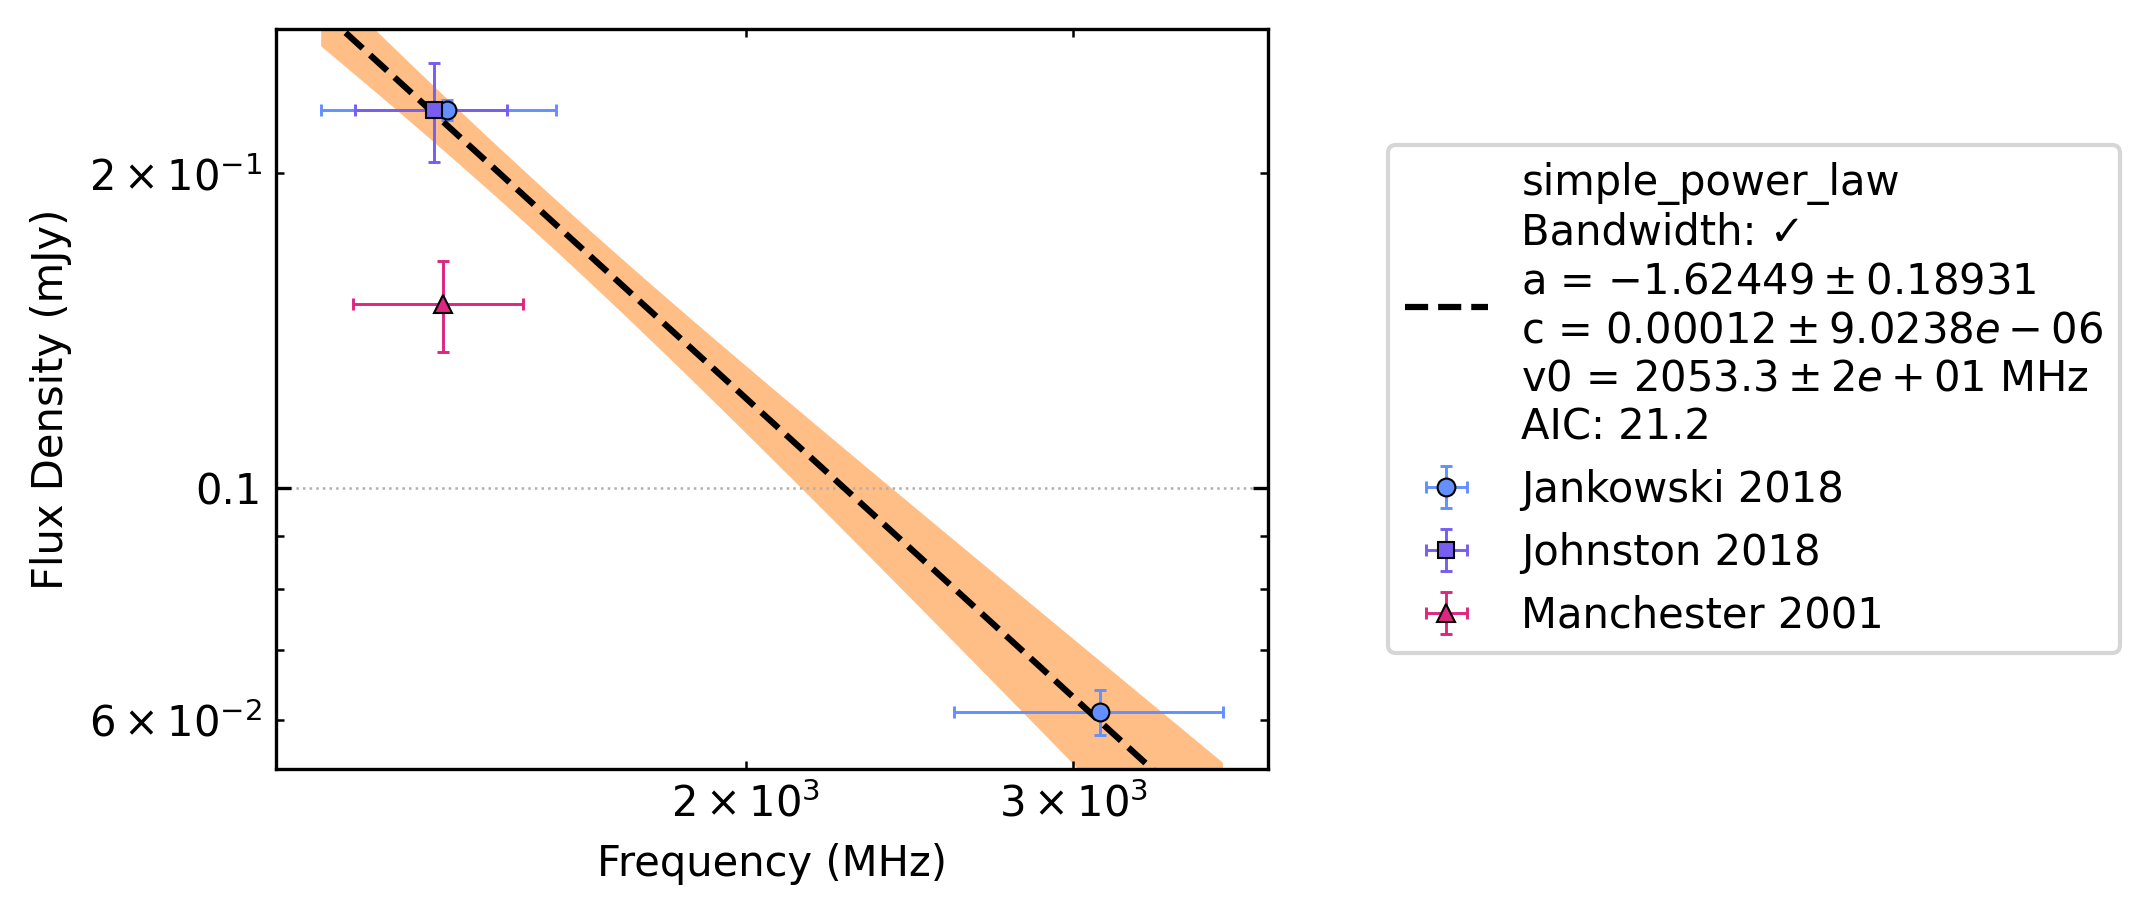 Flux Density (mJy)
2 × 10⁻¹
0.1
6 × 10⁻²
2 × 10³
3 × 10³
Frequency (MHz)
simple_power_law
Bandwidth: ✓
a = −1.62449 ± 0.18931
c = 0.00012 ± 9.0238e − 06
v0 = 2053.3 ± 2e + 01 MHz
AIC: 21.2
Jankowski 2018
Johnston 2018
Manchester 2001